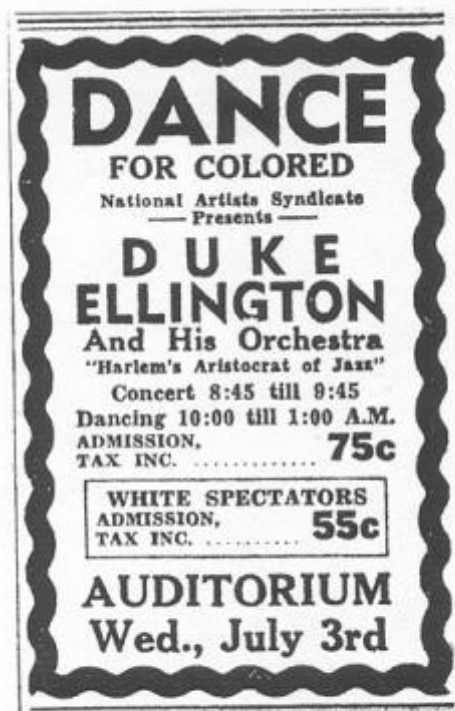 DANCE
FOR COLORED
National Artists Syndicate
Presents
DUKE
ELLINGTON
And His Orchestra
"Harlem's Aristocrat of Jazz"
Concert 8:45 till 9:45
Dancing 10:00 till 1:00 A.M.
ADMISSION,
TAX INC. ............. 75c
WHITE SPECTATORS
ADMISSION,
TAX INC. .......... 55c
AUDITORIUM
Wed., July 3rd